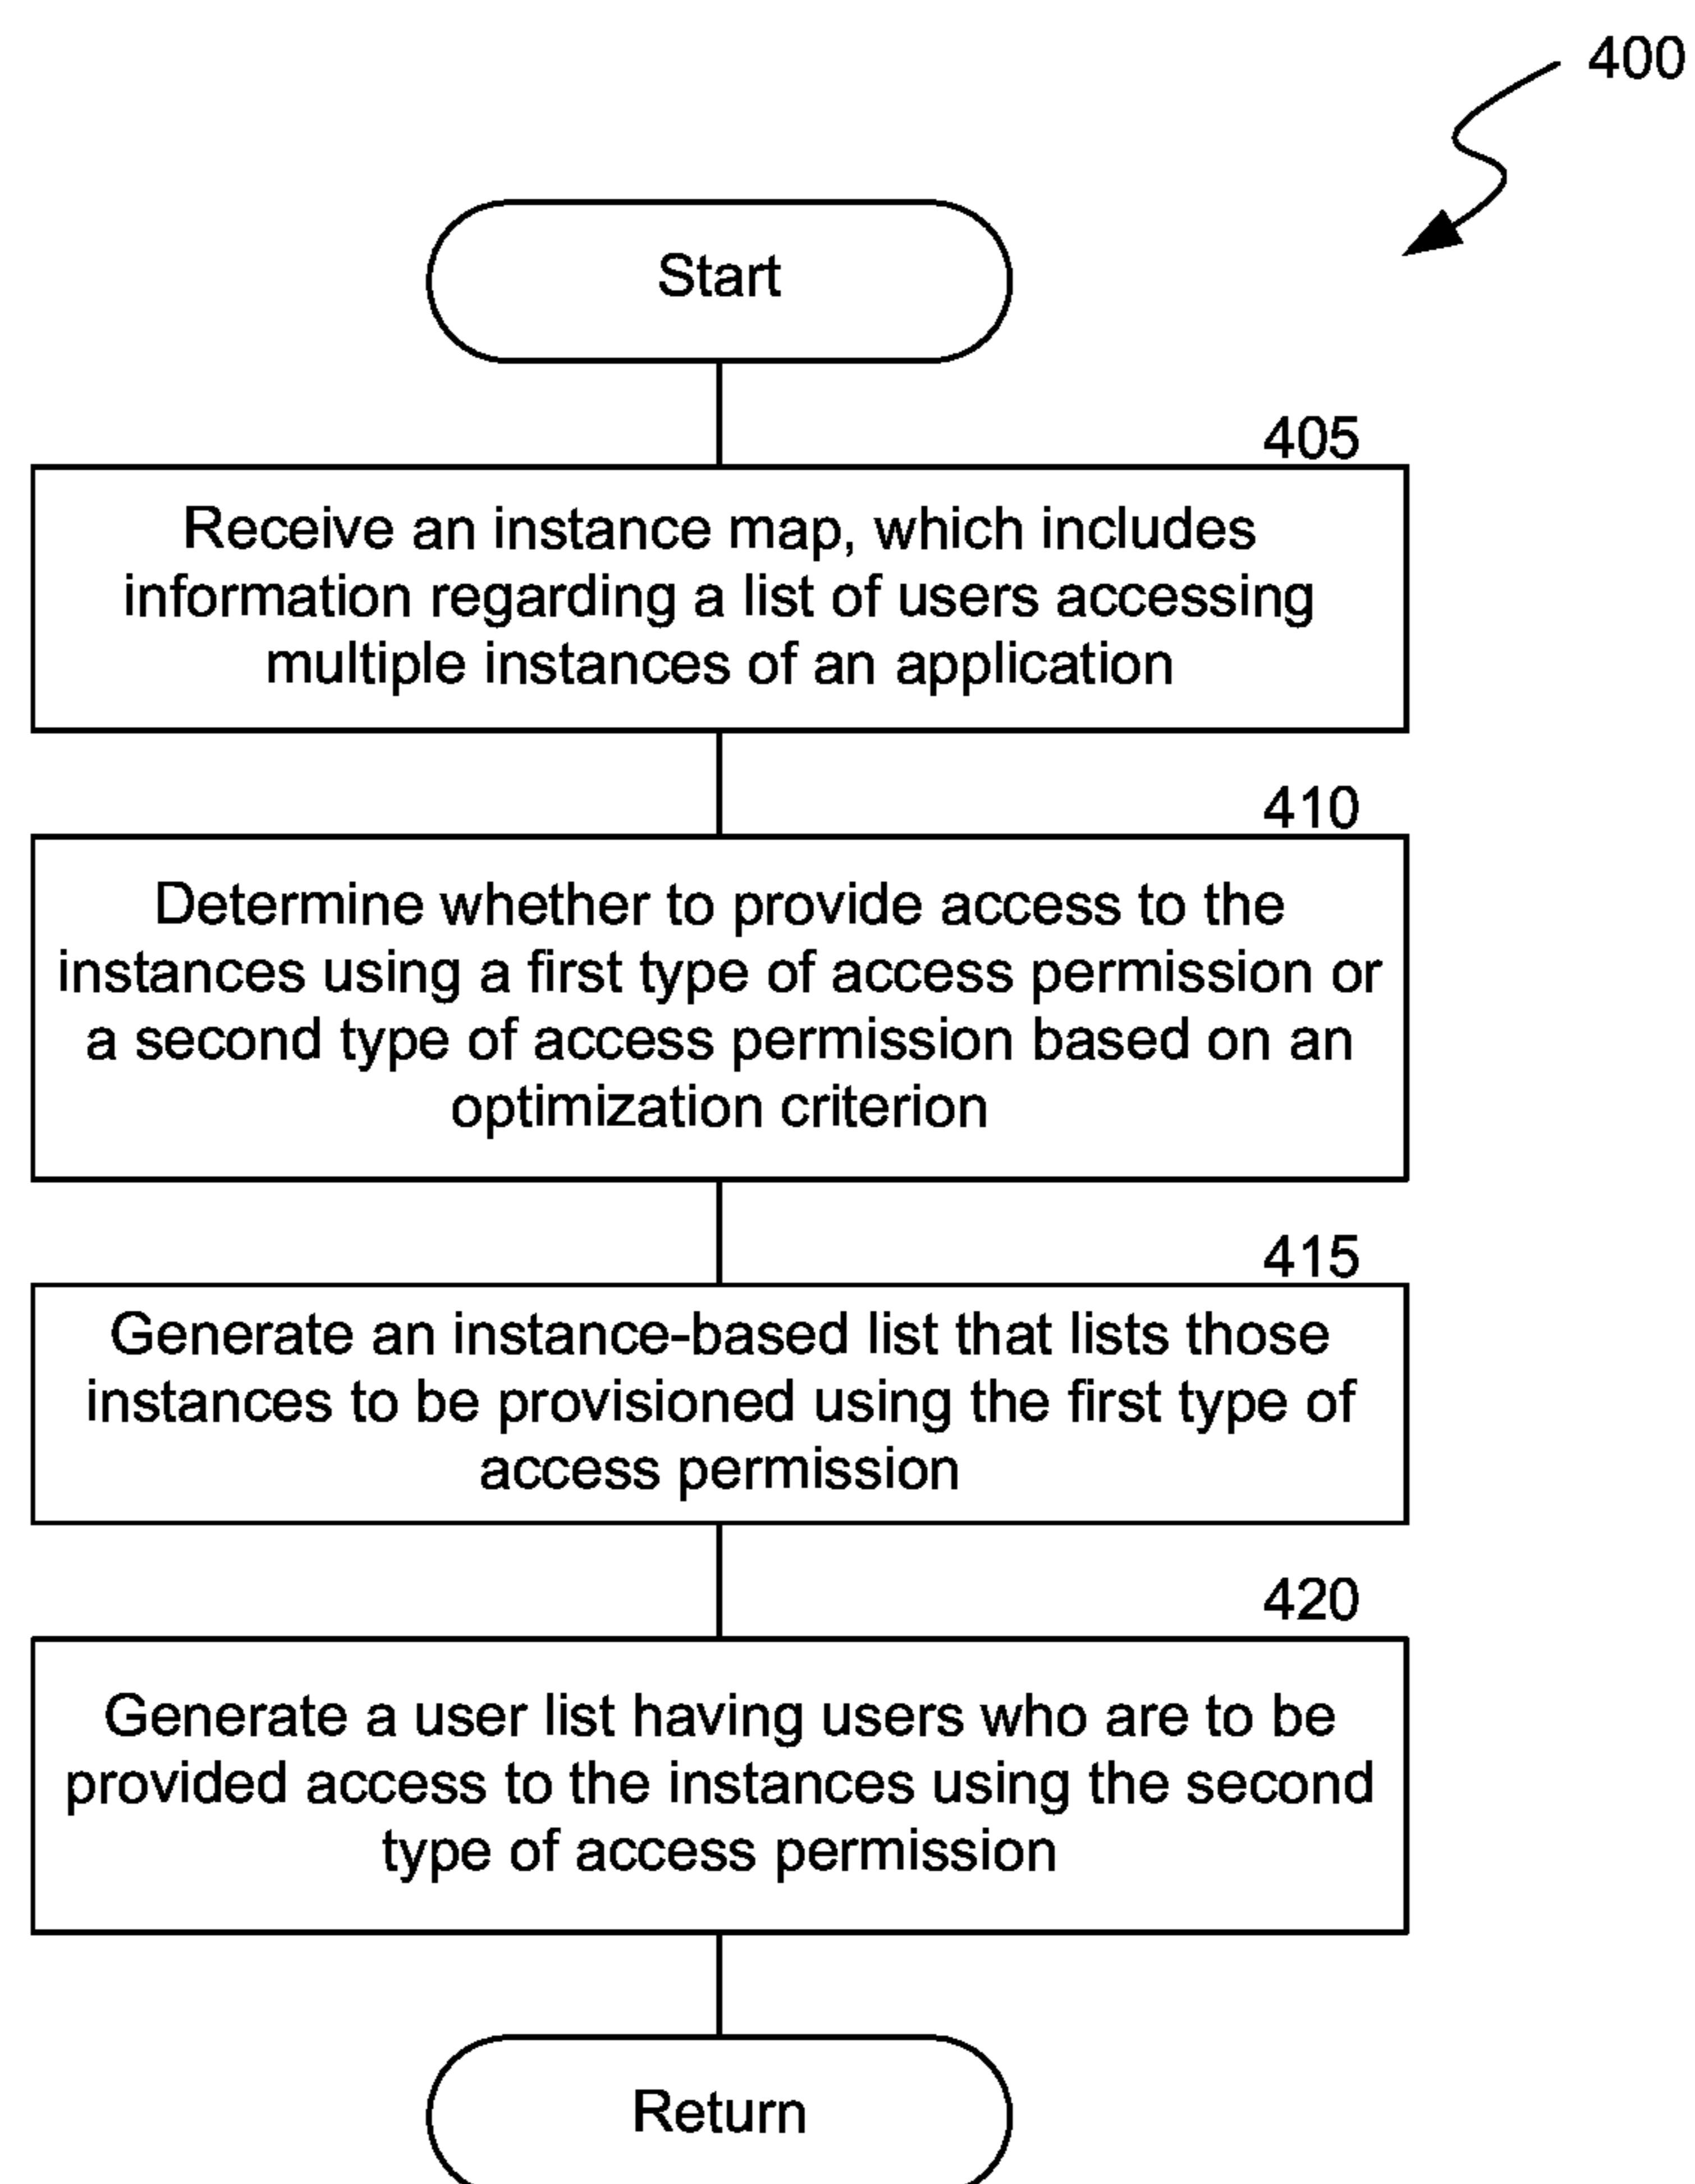 400
Start
405
Receive an instance map, which includes
information regarding a list of users accessing
multiple instances of an application
410
Determine whether to provide access to the
instances using a first type of access permission or
a second type of access permission based on an
optimization criterion
415
Generate an instance-based list that lists those
instances to be provisioned using the first type of
access permission
420
Generate a user list having users who are to be
provided access to the instances using the second
type of access permission
Return